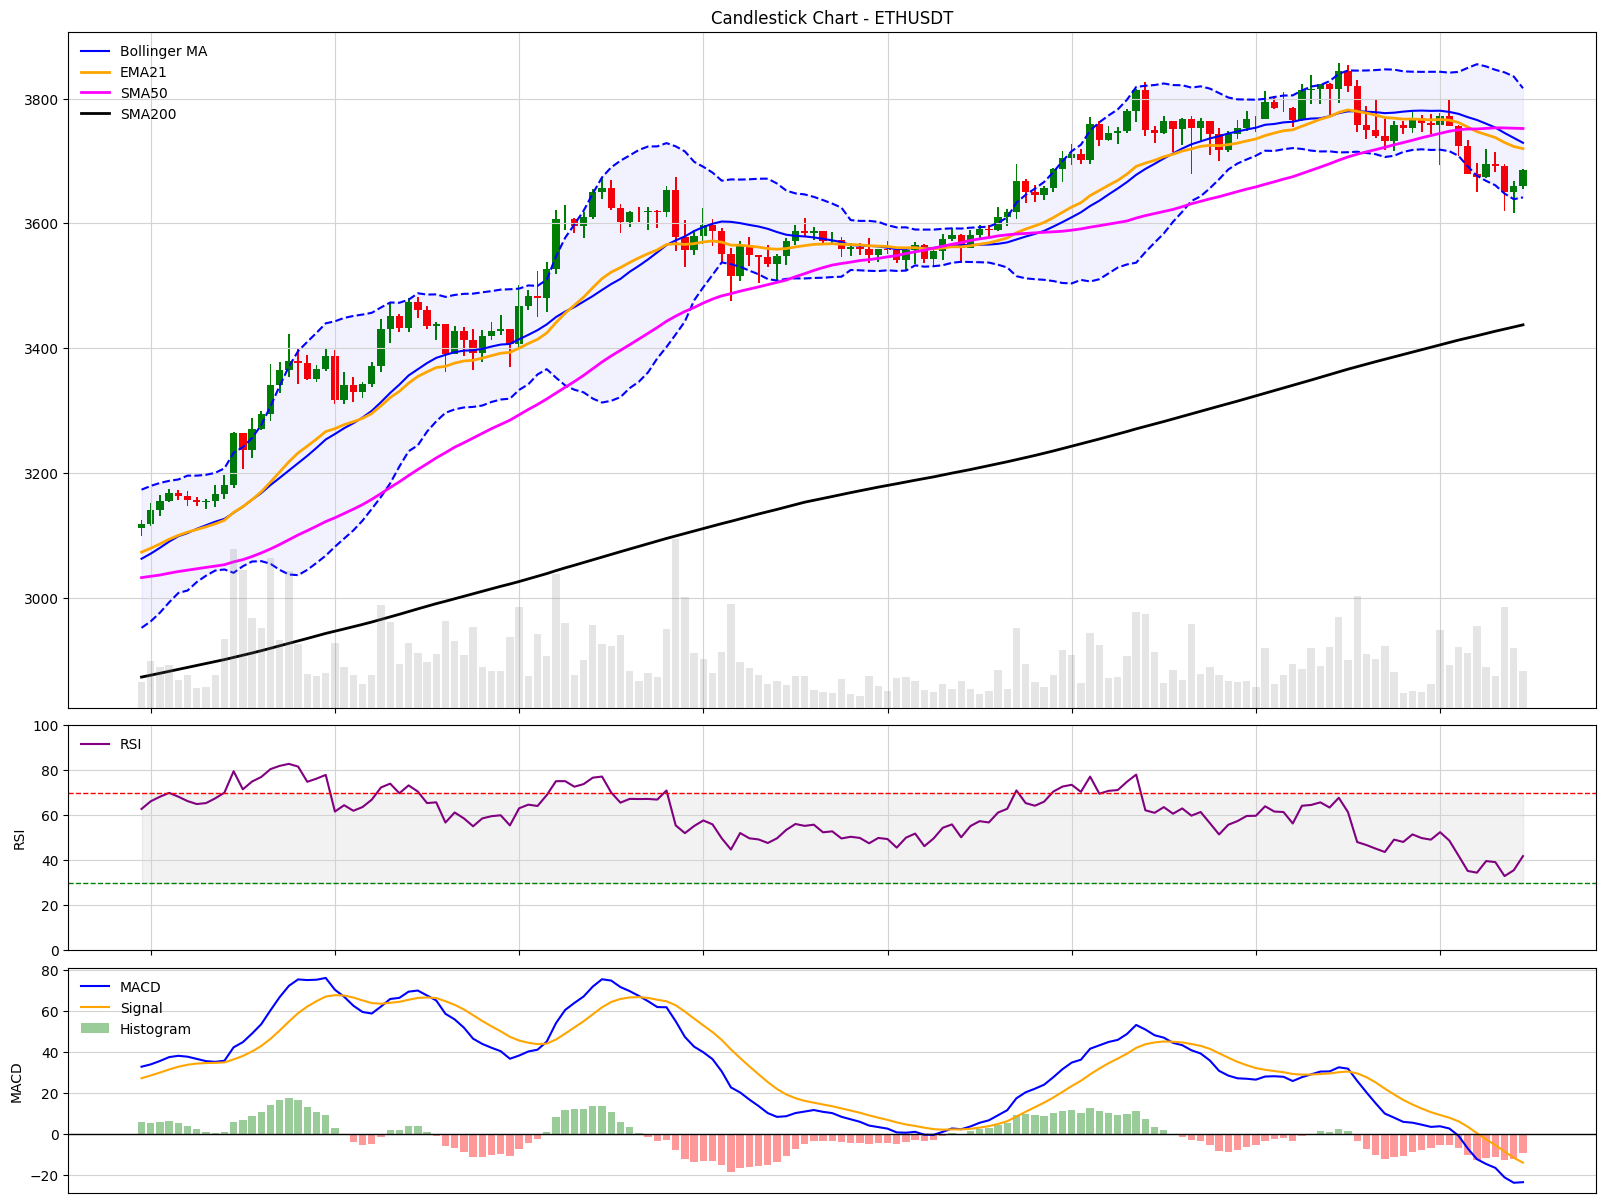 Candlestick Chart - ETHUSDT
Bollinger MA
EMA21
SMA50
SMA200
3800
3600
3400
3200
3000
RSI
100
80
60
40
20
0
RSI
MACD
Signal
Histogram
80
60
40
20
0
−20
MACD